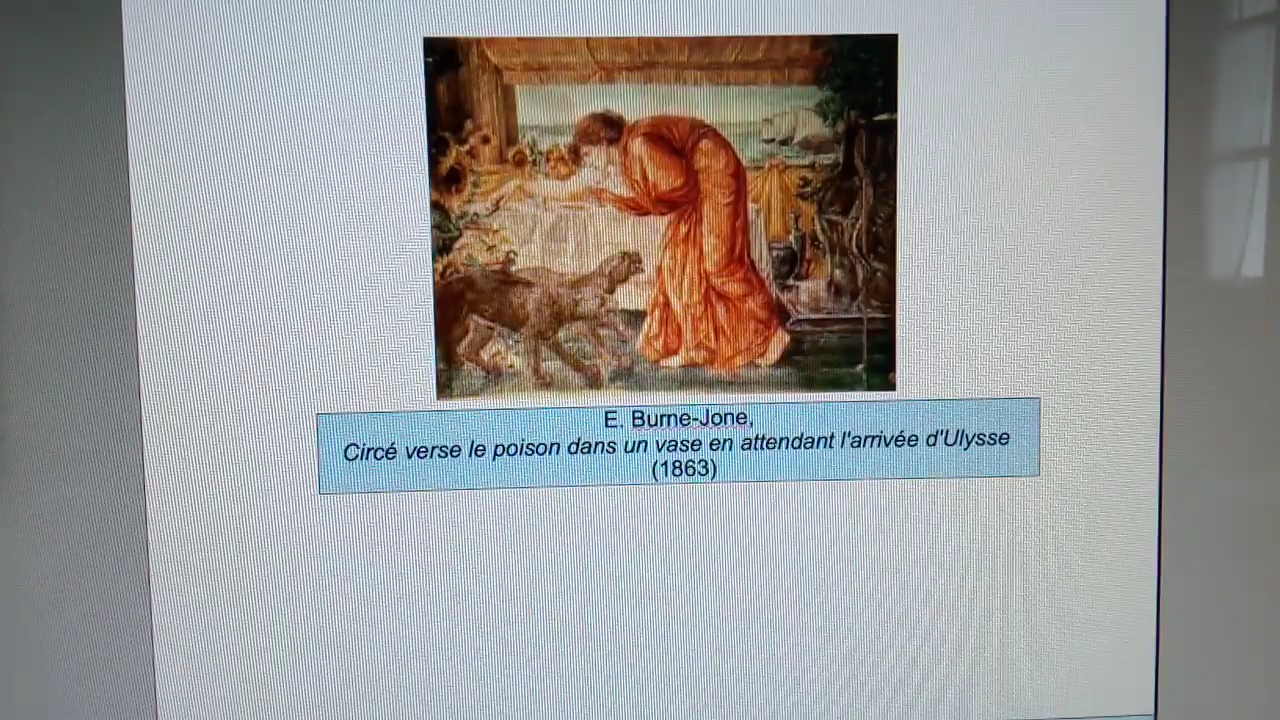 E. Burne-Jone,
Circé verse le poison dans un vase en attendant l'arrivée d'Ulysse
(1863)